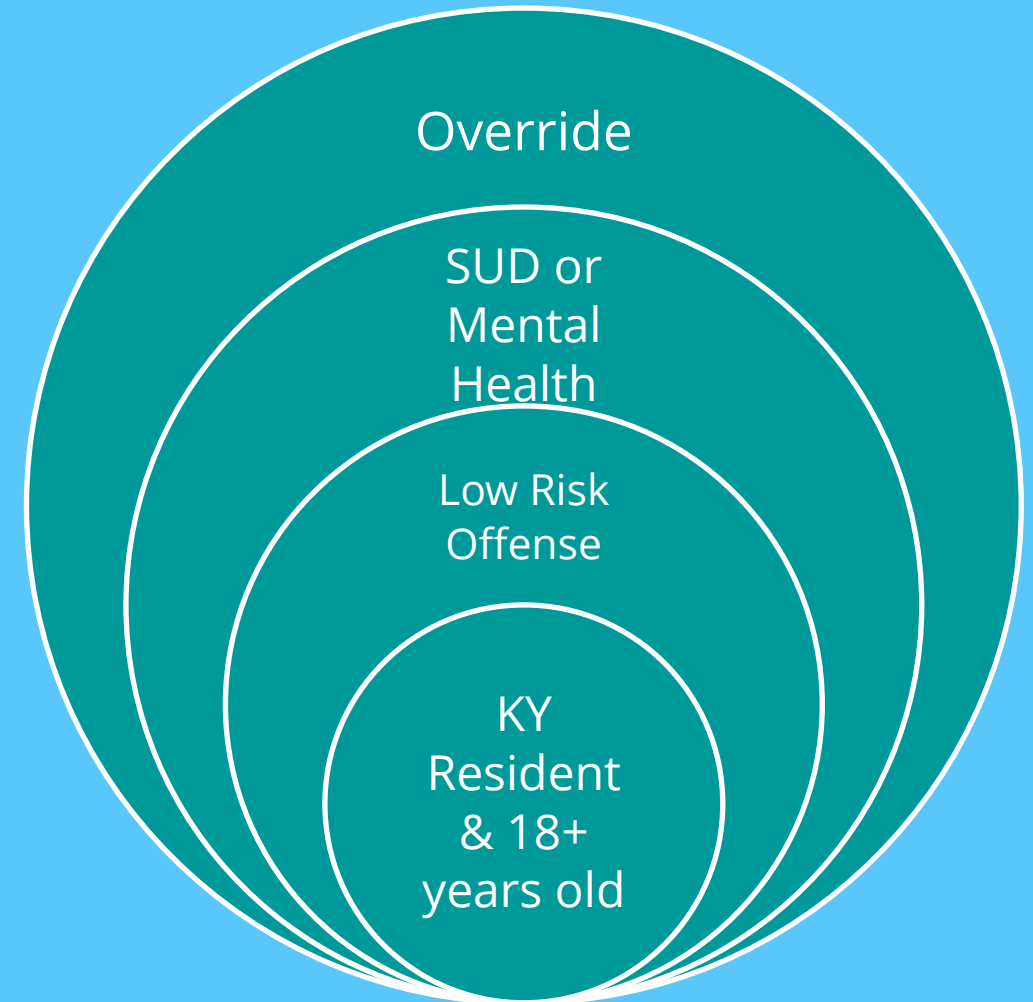 Override
SUD or
Mental
Health
Low Risk
Offense
KY
Resident
& 18+
years old